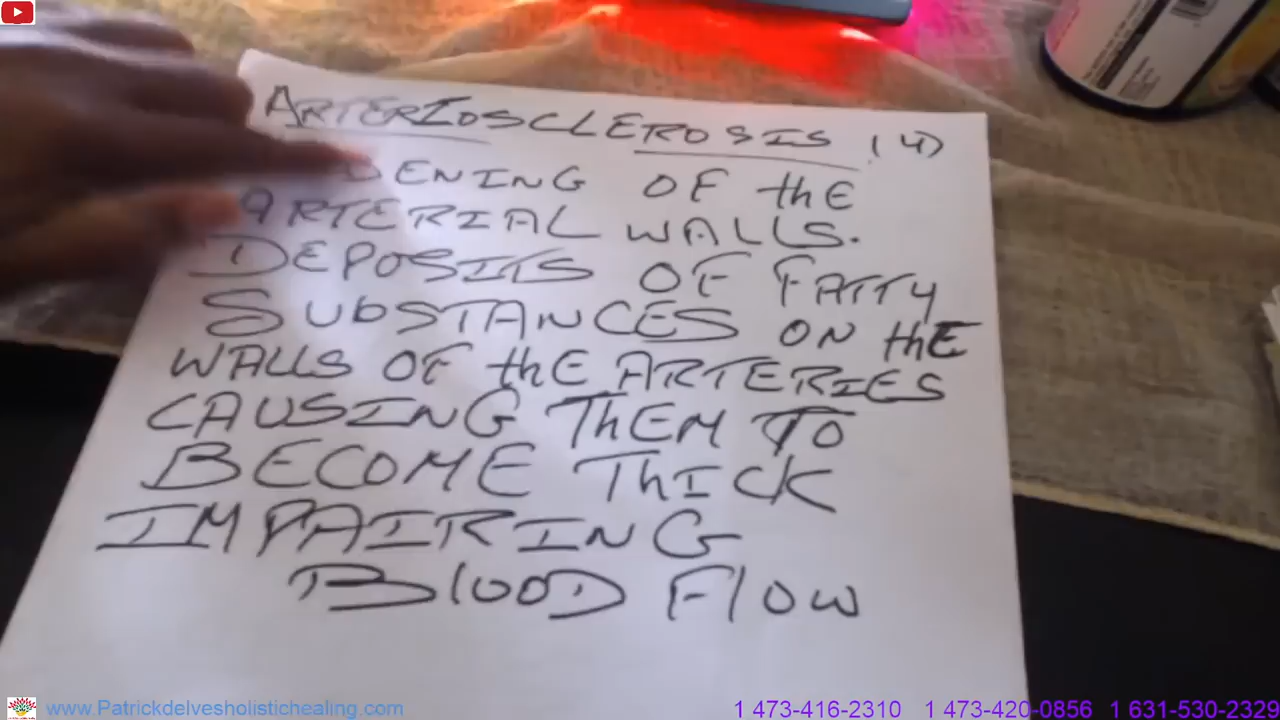 ARTERIOSCLEROSIS (4)
DENING OF thE
ARTERIAL WALLS.
DEPOSITS OF FATTY
SUBSTANCES ON thE
WALLS OF thE ARTERIES
CAUSING ThEM TO
BECOME ThICK
IMPAIRING
BlOOD FlOW
www.Patrickdelvesholistichealing.com
1 473-416-2310 1 473-420-0856 1 631-530-2329